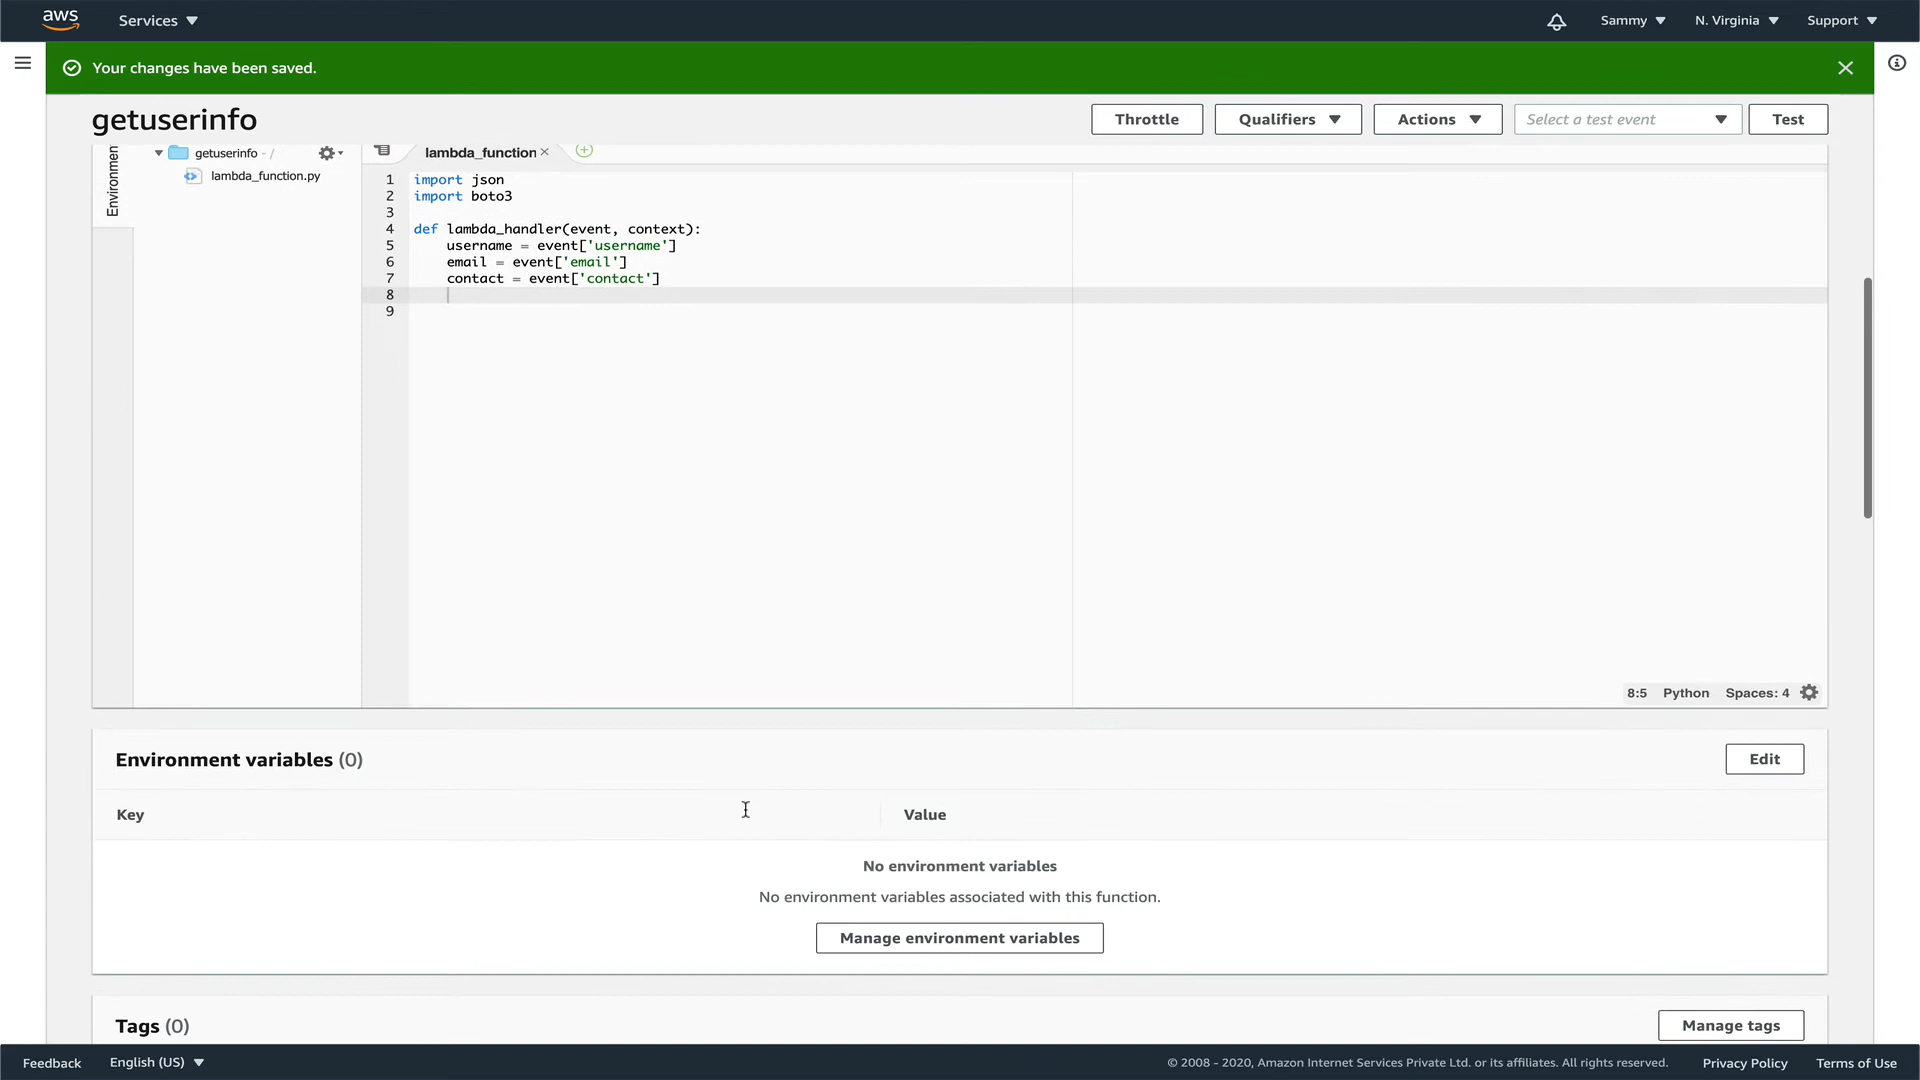 aws
Services
Sammy
N. Virginia
Support
Your changes have been saved.
getuserinfo
Throttle
Qualifiers
Actions
Select a test event
Test
Environmen
getuserinfo - /
lambda_function.py
lambda_function
1 import json
2 import boto3
3
4 def lambda_handler(event, context):
5 username = event['username']
6 email = event['email']
7 contact = event['contact']
8
9
8:5 Python Spaces: 4
Environment variables (0)
Edit
Key
Value
No environment variables
No environment variables associated with this function.
Manage environment variables
Tags (0)
Manage tags
Feedback
English (US)
© 2008 - 2020, Amazon Internet Services Private Ltd. or its affiliates. All rights reserved.
Privacy Policy
Terms of Use